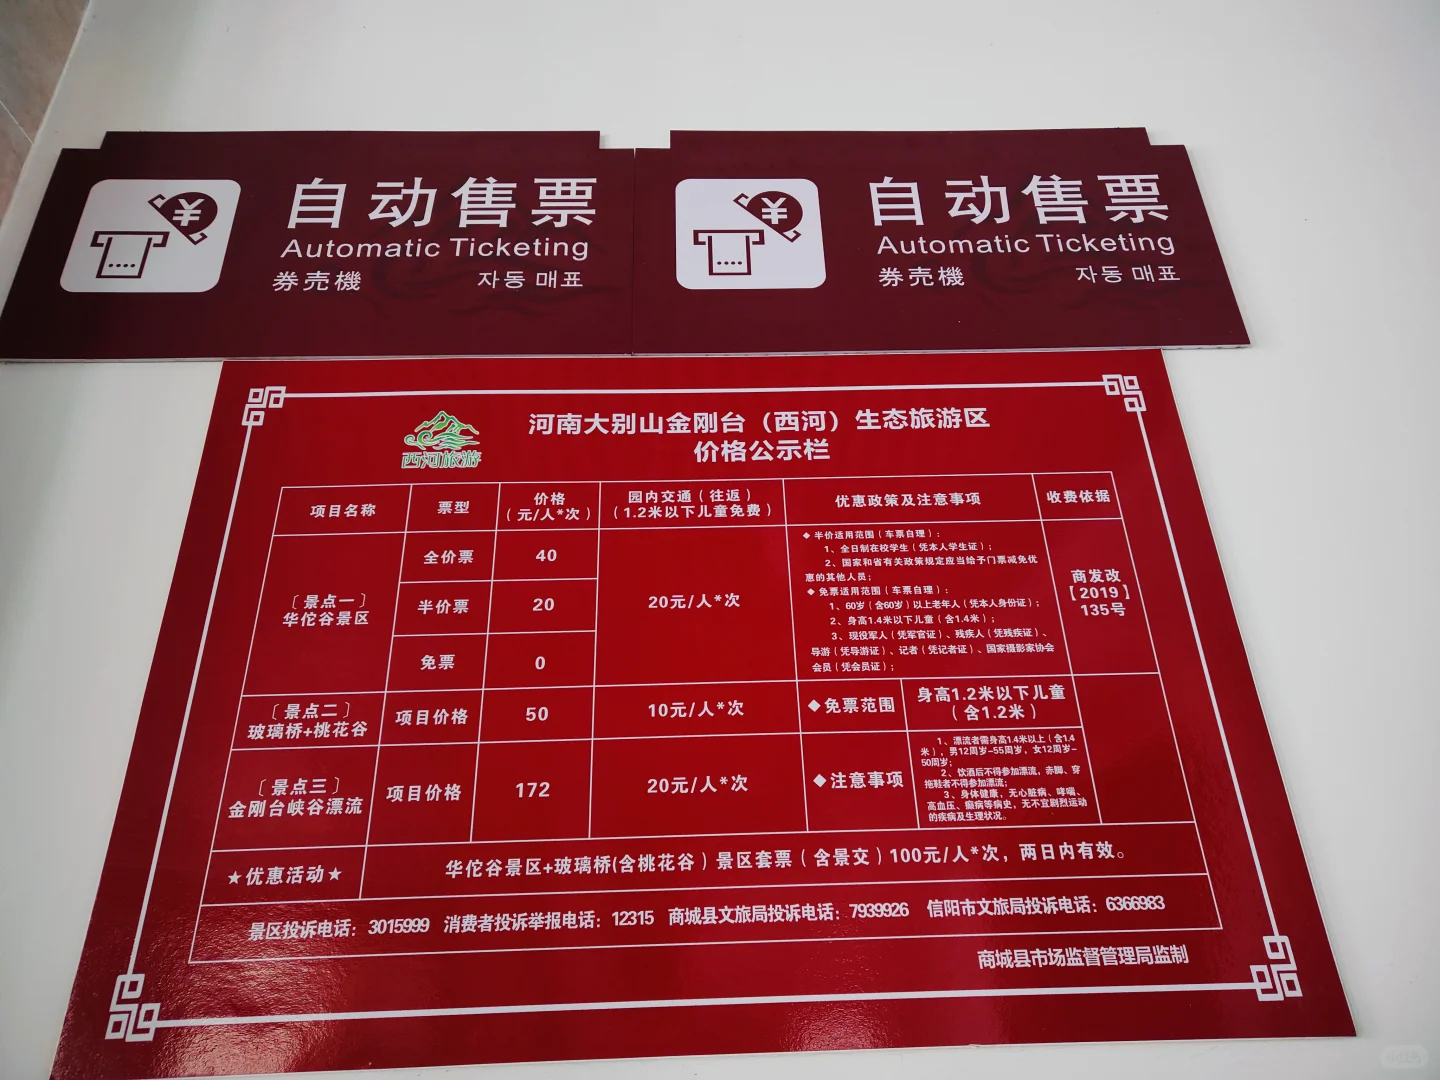 自动售票
Automatic Ticketing
券売機 자동 매표
自动售票
Automatic Ticketing
券売機 자동 매표
西河旅游
河南大别山金刚台（西河）生态旅游区
价格公示栏
项目名称
票型
价格
（元/人*次）
园内交通（往返）
（1.2米以下儿童免费）
优惠政策及注意事项
收费依据
〔景点一〕
华佗谷景区
全价票
40
半价票
20
免票
0
20元/人*次
◆半价适用范围（车票自理）：
1、全日制在校学生（凭本人学生证）；
2、国家和省有关政策规定应当给予门票减免优
惠的其他人员；
◆免票适用范围（车票自理）：
1、60岁（含60岁）以上老年人（凭本人身份证）；
2、身高1.4米以下儿童（含1.4米）；
3、现役军人（凭军官证）、残疾人（凭残疾证）、
导游（凭导游证）、记者（凭记者证）、国家摄影家协会
会员（凭会员证）；
商发改
【2019】
135号
〔景点二〕
玻璃桥+桃花谷
项目价格
50
10元/人*次
◆免票范围
身高1.2米以下儿童
（含1.2米）
〔景点三〕
金刚台峡谷漂流
项目价格
172
20元/人*次
◆注意事项
1、漂流者需身高1.4米以上（含1.4
米），男12周岁-55周岁，女12周岁-
50周岁；
2、饮酒后不得参加漂流，赤脚、穿
拖鞋者不得参加漂流；
3、身体健康，无心脏病、哮喘、
高血压、癫痫等病史，无不宜剧烈运动
的疾病及生理状况。
★优惠活动★
华佗谷景区+玻璃桥(含桃花谷）景区套票（含景交）100元/人*次，两日内有效。
景区投诉电话：3015999 消费者投诉举报电话：12315 商城县文旅局投诉电话：7939926 信阳市文旅局投诉电话：6366983
商城县市场监督管理局监制